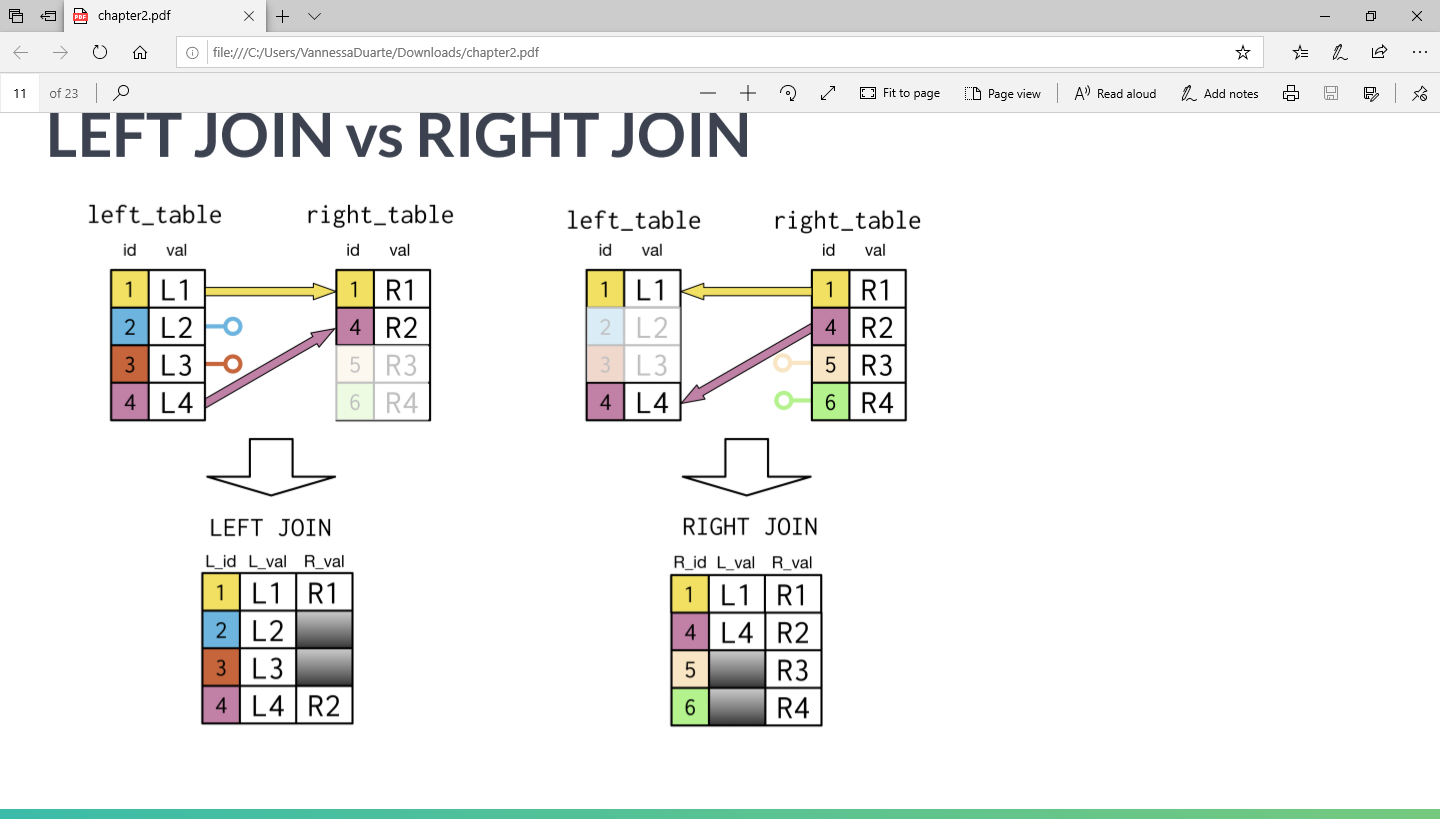 chapter2.pdf
file:///C:/Users/VannessaDuarte/Downloads/chapter2.pdf
11 of 23 Fit to page Page view Read aloud Add notes
LEFT JOIN vs RIGHT JOIN
left_table right_table
id val id val
1 L1 1 R1
2 L2 4 R2
3 L3 5 R3
4 L4 6 R4
LEFT JOIN
L_id L_val R_val
1 L1 R1
2 L2
3 L3
4 L4 R2
left_table right_table
id val id val
1 L1 1 R1
2 L2 4 R2
3 L3 5 R3
4 L4 6 R4
RIGHT JOIN
R_id L_val R_val
1 L1 R1
4 L4 R2
5 R3
6 R4